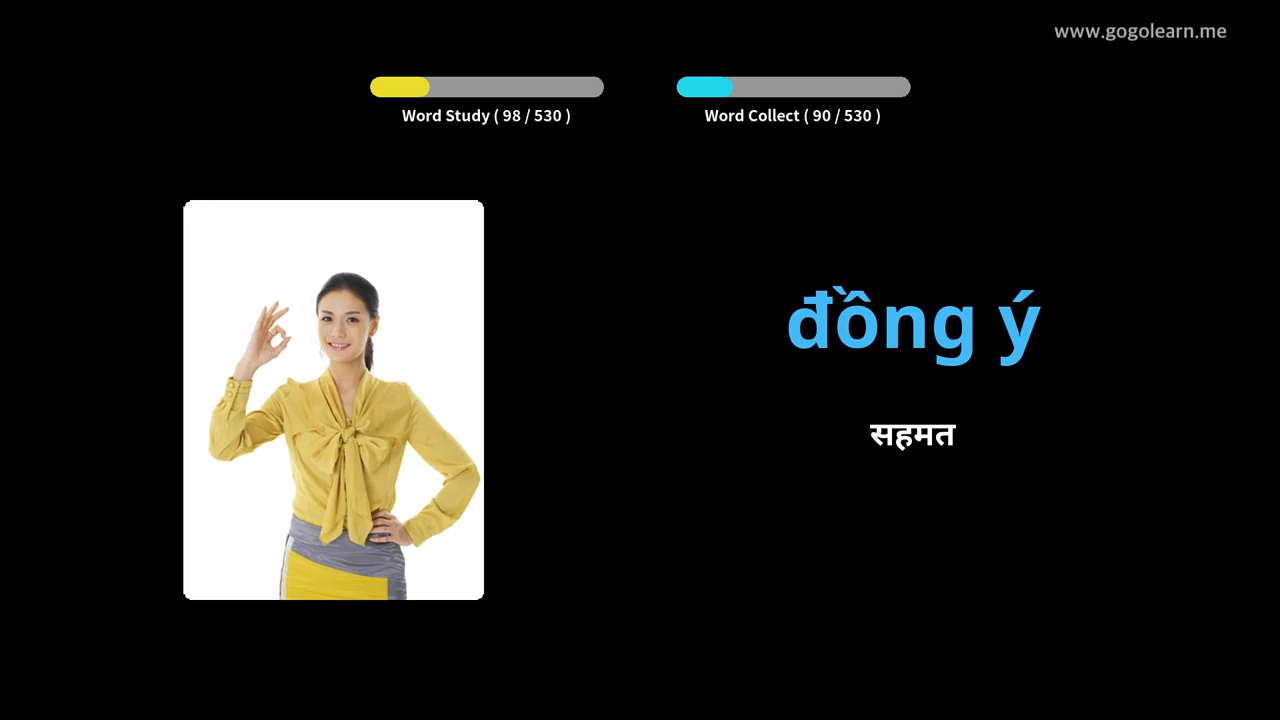 www.gogolearn.me
Word Study ( 98 / 530 )
Word Collect ( 90 / 530 )
đồng ý
सहमत